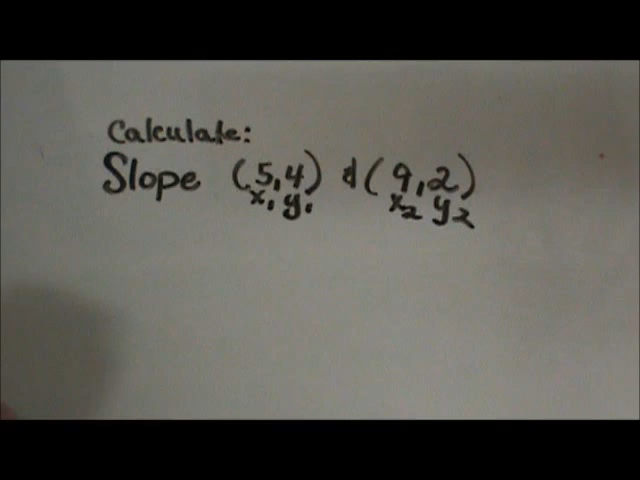 Calculate:
Slope (5,4) & (9,2)
x₁ y₁ x₂ y₂